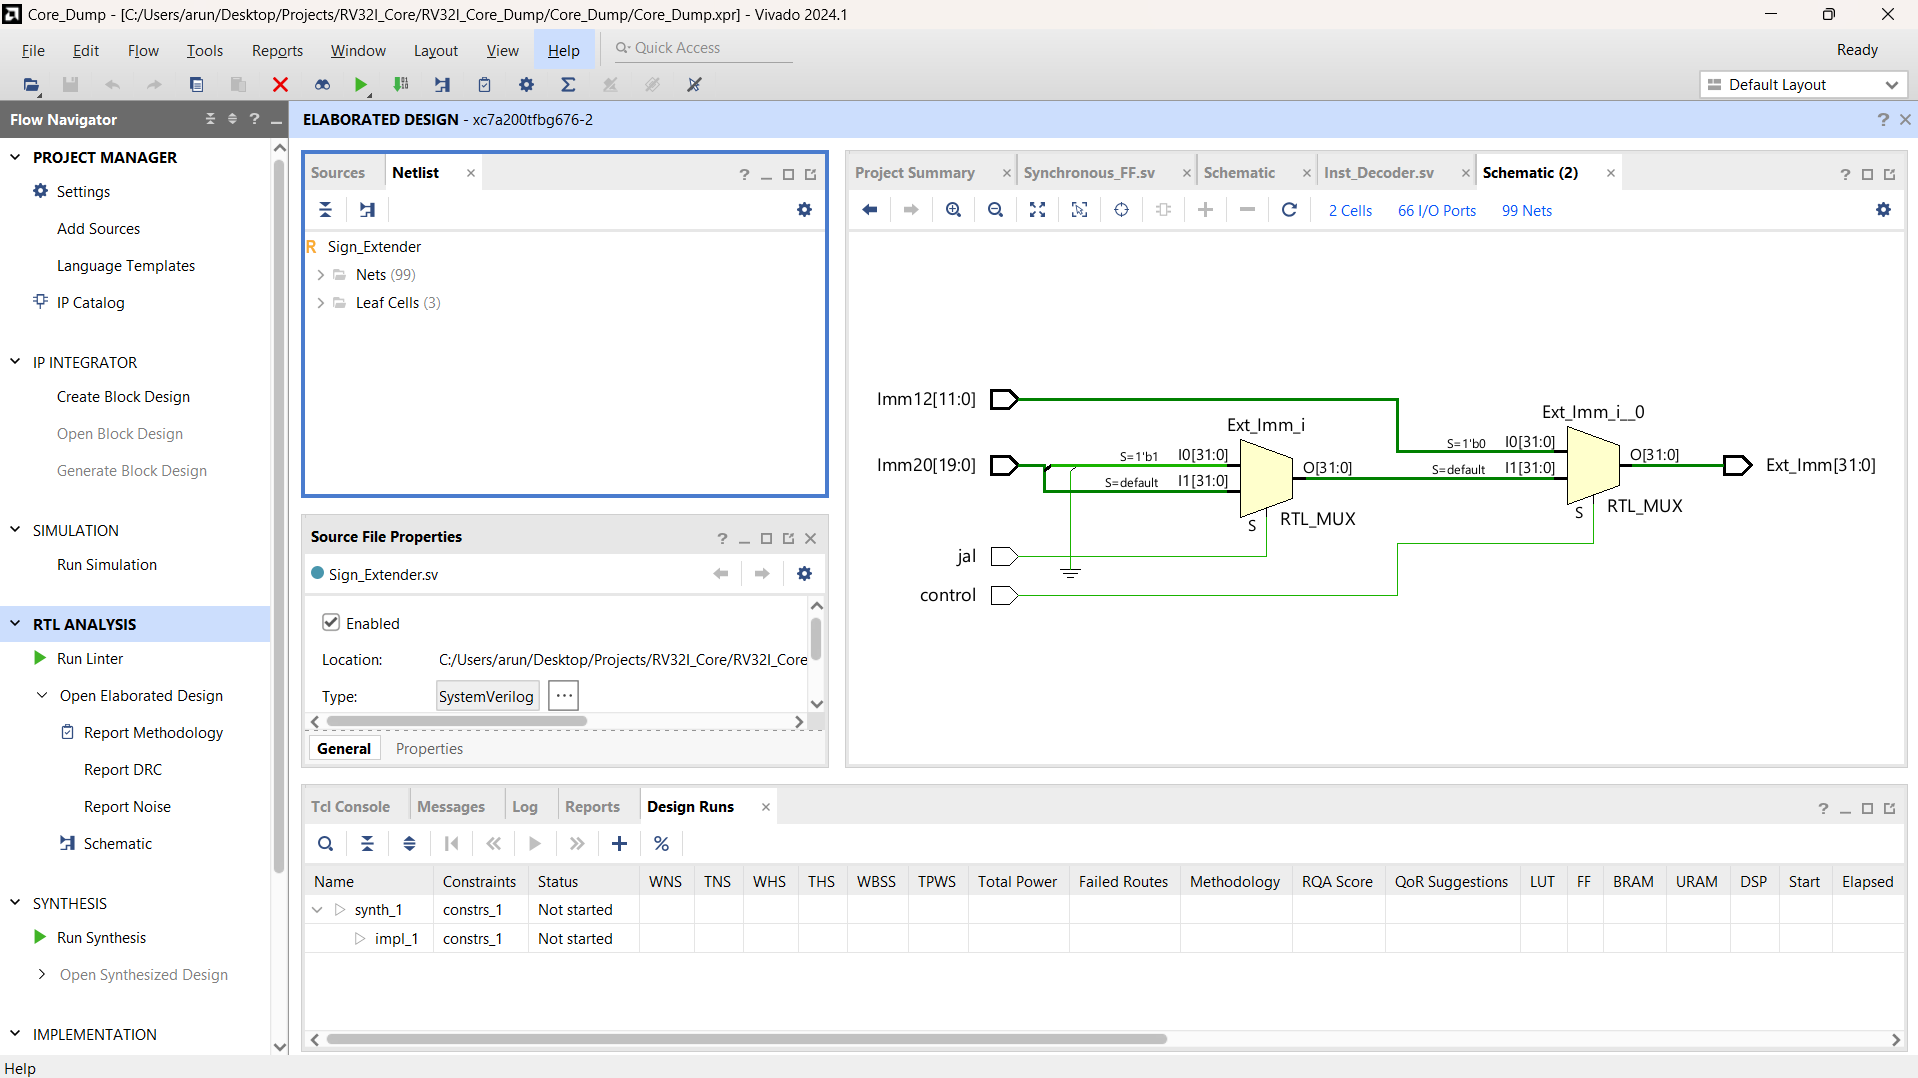 Core_Dump - [C:/Users/arun/Desktop/Projects/RV32I_Core/RV32I_Core_Dump/Core_Dump/Core_Dump.xpr] - Vivado 2024.1
File Edit Flow Tools Reports Window Layout View Help Quick Access Ready
Default Layout
Flow Navigator ?
PROJECT MANAGER
Settings
Add Sources
Language Templates
IP Catalog
IP INTEGRATOR
Create Block Design
Open Block Design
Generate Block Design
SIMULATION
Run Simulation
RTL ANALYSIS
Run Linter
Open Elaborated Design
Report Methodology
Report DRC
Report Noise
Schematic
SYNTHESIS
Run Synthesis
Open Synthesized Design
IMPLEMENTATION
ELABORATED DESIGN - xc7a200tfbg676-2 ?
Sources Netlist ?
R Sign_Extender
Nets (99)
Leaf Cells (3)
Source File Properties ?
Sign_Extender.sv
Enabled
Location: C:/Users/arun/Desktop/Projects/RV32I_Core/RV32I_Core
Type: SystemVerilog ...
General Properties
Project Summary Synchronous_FF.sv Schematic Inst_Decoder.sv Schematic (2) ?
2 Cells 66 I/O Ports 99 Nets
Imm12[11:0]
Imm20[19:0]
jal
control
Ext_Imm_i
S=1'b1 I0[31:0]
S=default I1[31:0]
O[31:0]
S
RTL_MUX
Ext_Imm_i__0
S=1'b0 I0[31:0]
S=default I1[31:0]
O[31:0]
S
RTL_MUX
Ext_Imm[31:0]
Tcl Console Messages Log Reports Design Runs ?
Name Constraints Status WNS TNS WHS THS WBSS TPWS Total Power Failed Routes Methodology RQA Score QoR Suggestions LUT FF BRAM URAM DSP Start Elapsed
synth_1 constrs_1 Not started
impl_1 constrs_1 Not started
Help